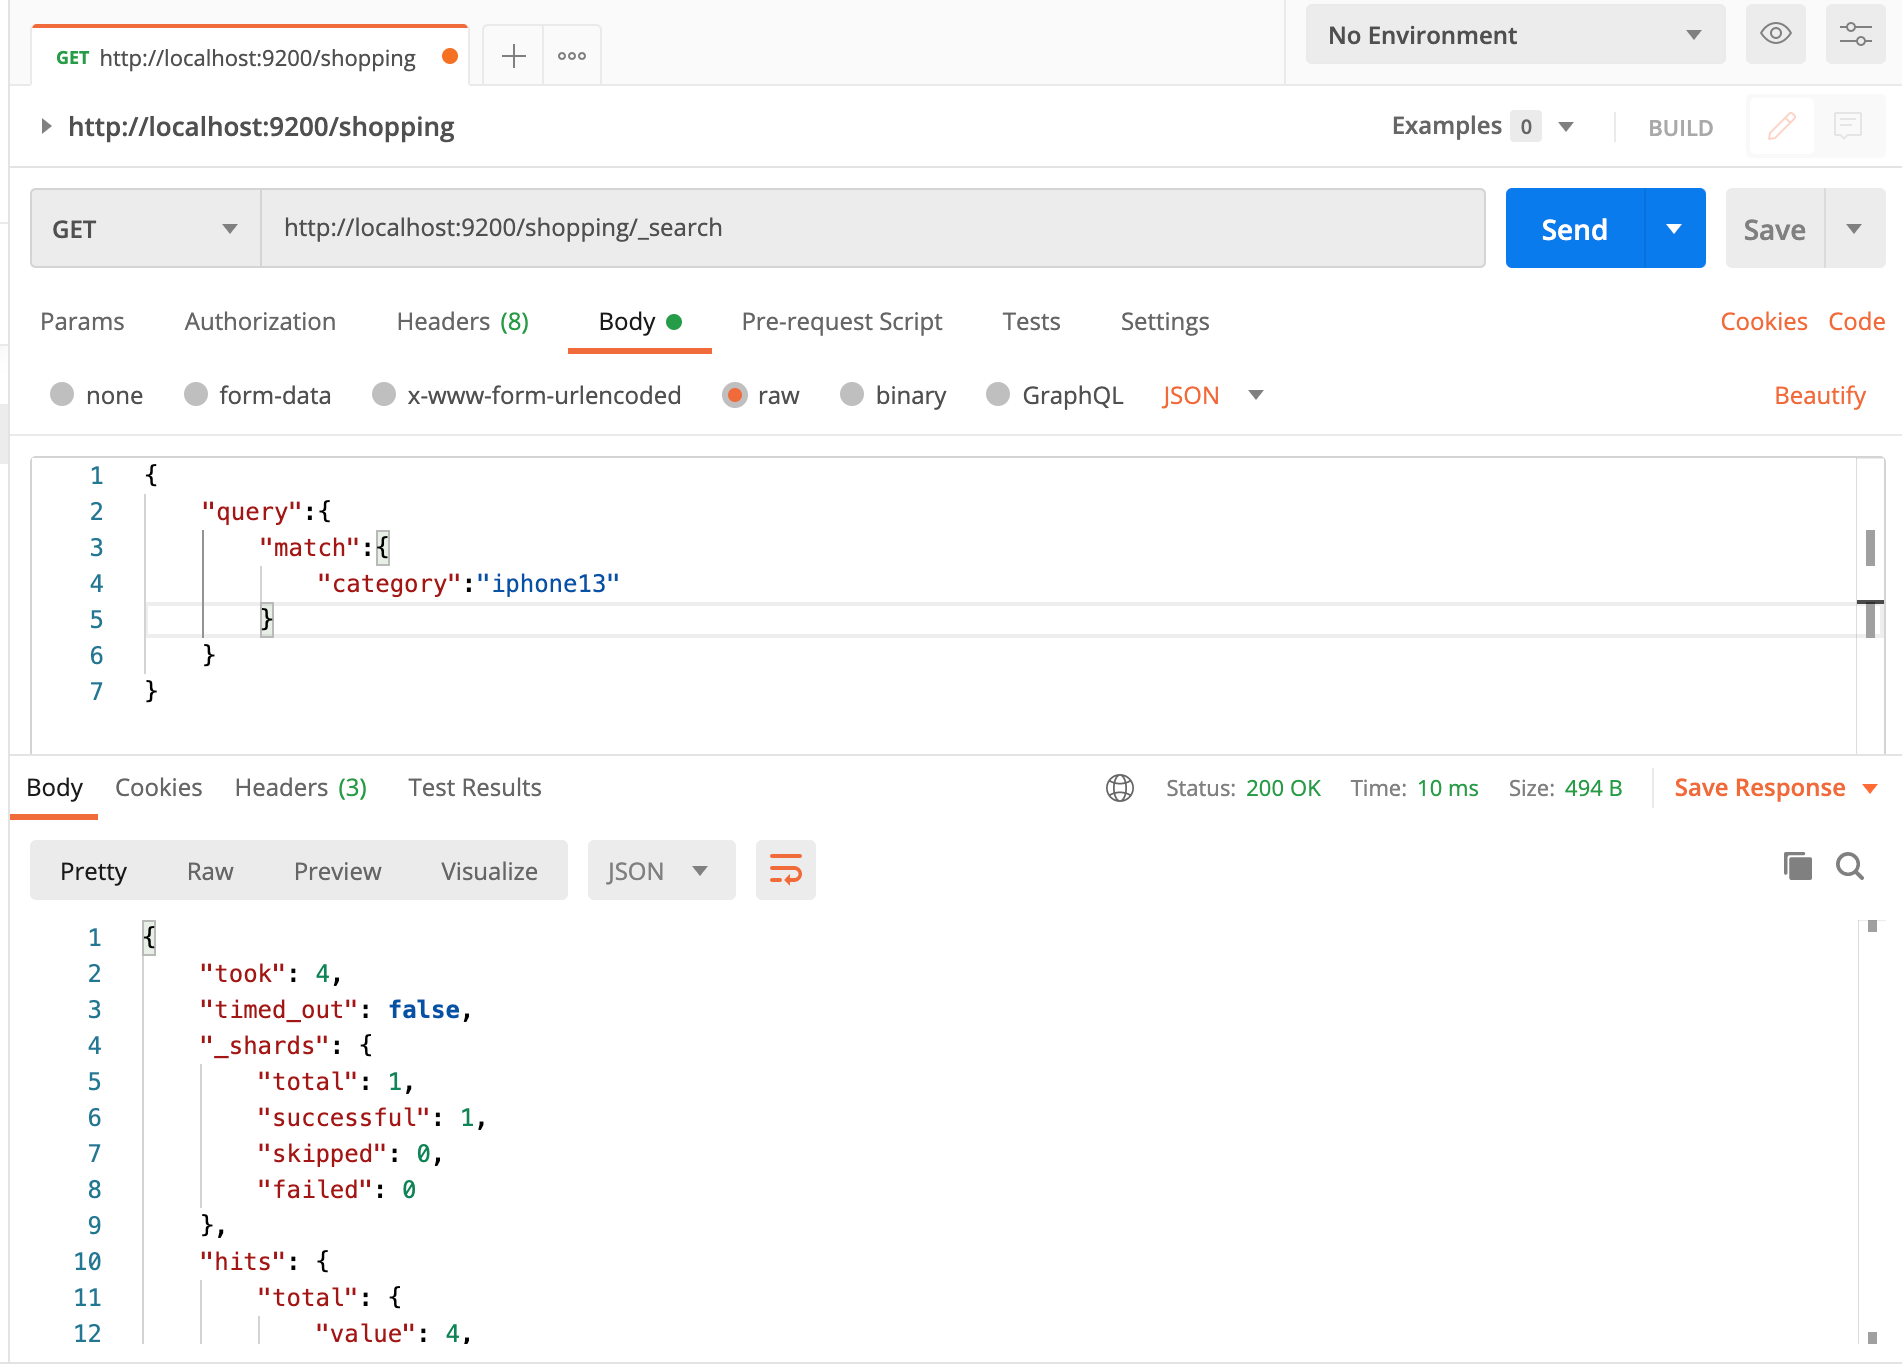 GET http://localhost:9200/shopping
No Environment
http://localhost:9200/shopping
Examples 0 BUILD
GET http://localhost:9200/shopping/_search Send Save
Params Authorization Headers (8) Body Pre-request Script Tests Settings Cookies Code
none form-data x-www-form-urlencoded raw binary GraphQL JSON Beautify
1 {
2 "query":{
3 "match":{
4 "category":"iphone13"
5 }
6 }
7 }
Body Cookies Headers (3) Test Results Status: 200 OK Time: 10 ms Size: 494 B Save Response
Pretty Raw Preview Visualize JSON
1 {
2 "took": 4,
3 "timed_out": false,
4 "_shards": {
5 "total": 1,
6 "successful": 1,
7 "skipped": 0,
8 "failed": 0
9 },
10 "hits": {
11 "total": {
12 "value": 4,